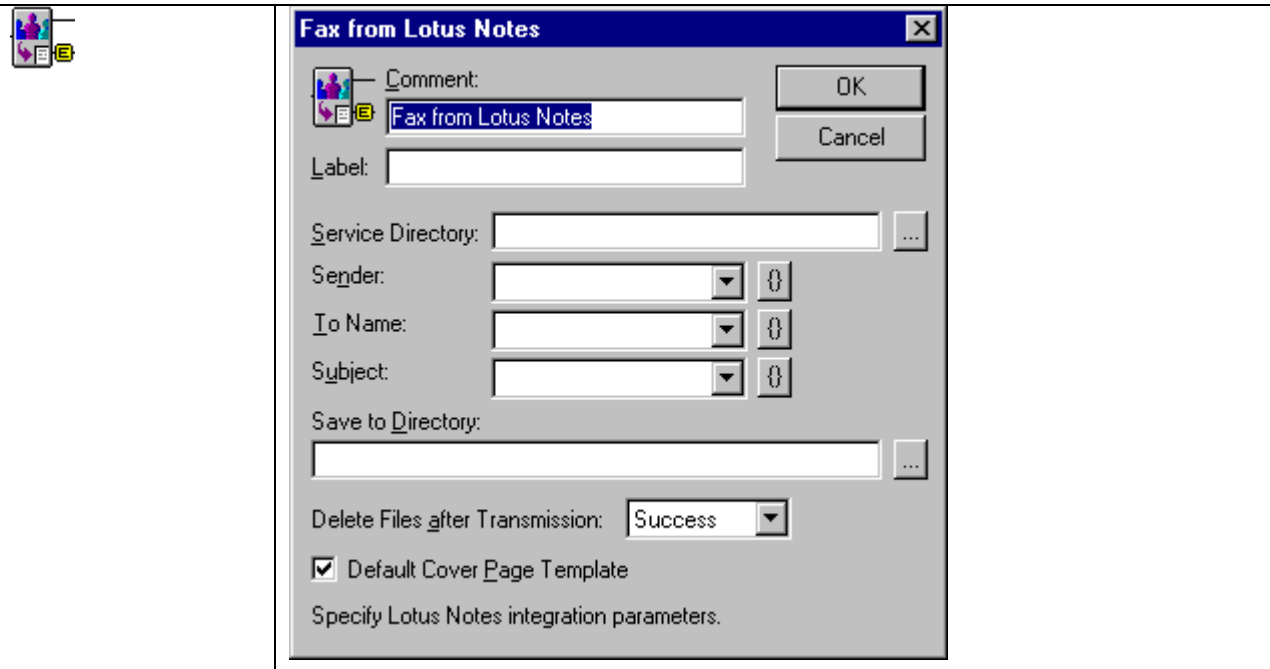 Fax from Lotus Notes
Comment:
OK
E
Fax from Lotus Notes
Cancel
Label:
Service Directory:
...
Sender:
{}
To Name:
{}
Subject:
{}
Save to Directory:
...
Delete Files after Transmission: Success
Default Cover Page Template
Specify Lotus Notes integration parameters.
E